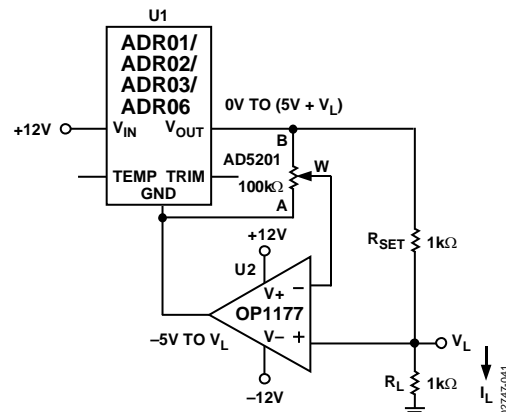 U1
ADR01/
ADR02/
ADR03/
ADR06
0V TO (5V + VL)
+12V
VIN
VOUT
B
TEMP
TRIM
GND
AD5201
100kΩ
W
A
RSET
1kΩ
+12V
U2
V+
–
OP1177
–5V TO VL
V–
+
VL
–12V
RL
1kΩ
IL